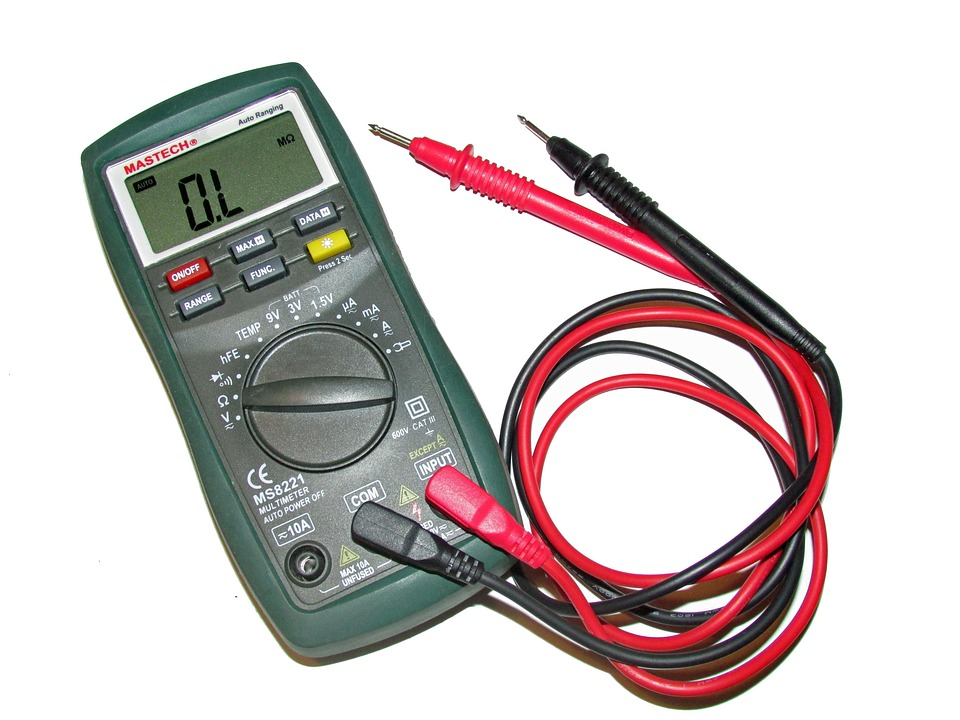 Auto Ranging
MASTECH®
AUTO
MΩ
0.L
ON/OFF
MAX.H
DATA H
RANGE
FUNC.
Press 2 Sec
BATT
TEMP 9V 3V 1.5V µA mA A
hFE
Ω
V
600V CAT III
EXCEPT A
INPUT
COM
CE
MS8221
MULTIMETER
AUTO POWER OFF
10A
MAX 10A
UNFUSED